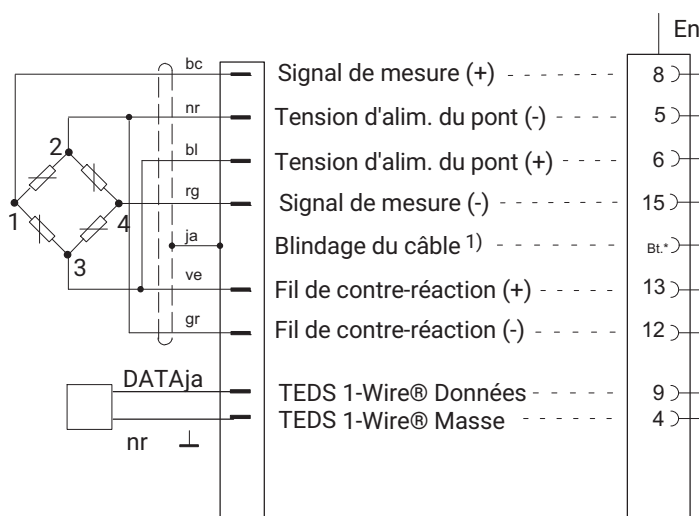 En
bc Signal de mesure (+) 8
nr Tension d'alim. du pont (-) 5
2
bl Tension d'alim. du pont (+) 6
rg Signal de mesure (-) 15
1 4
ja Blindage du câble 1) Bt.*
3
ve Fil de contre-réaction (+) 13
gr Fil de contre-réaction (-) 12
DATAja TEDS 1-Wire® Données 9
TEDS 1-Wire® Masse 4
nr